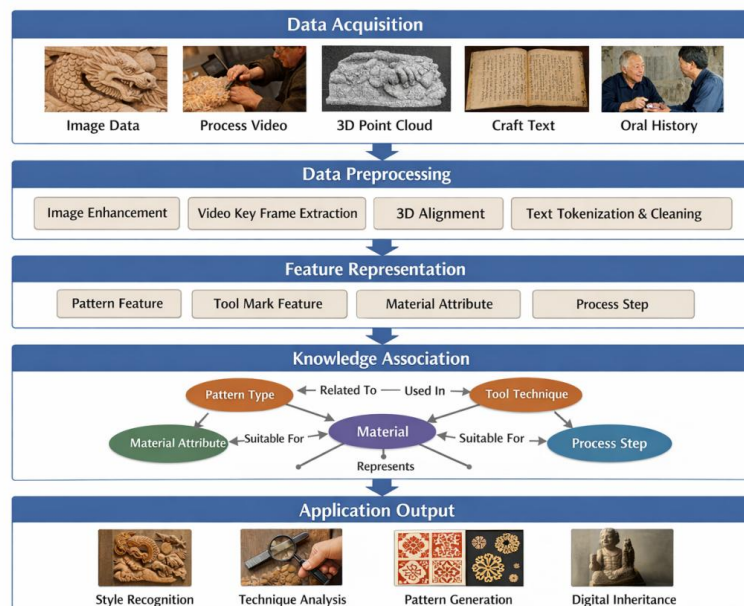 Data Acquisition
Image Data
Process Video
3D Point Cloud
Craft Text
Oral History
Data Preprocessing
Image Enhancement
Video Key Frame Extraction
3D Alignment
Text Tokenization & Cleaning
Feature Representation
Pattern Feature
Tool Mark Feature
Material Attribute
Process Step
Knowledge Association
Pattern Type
Related To
Used In
Tool Technique
Material Attribute
Suitable For
Material
Suitable For
Process Step
Represents
Application Output
Style Recognition
Technique Analysis
Pattern Generation
Digital Inheritance